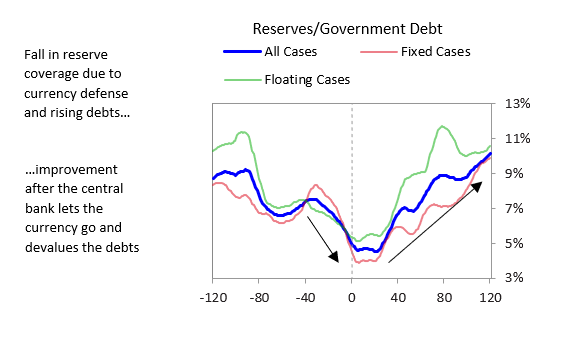 Reserves/Government Debt
All Cases
Fixed Cases
Floating Cases
Fall in reserve
coverage due to
currency defense
and rising debts…
…improvement
after the central
bank lets the
currency go and
devalues the debts
13%
11%
9%
7%
5%
3%
-120 -80 -40 0 40 80 120